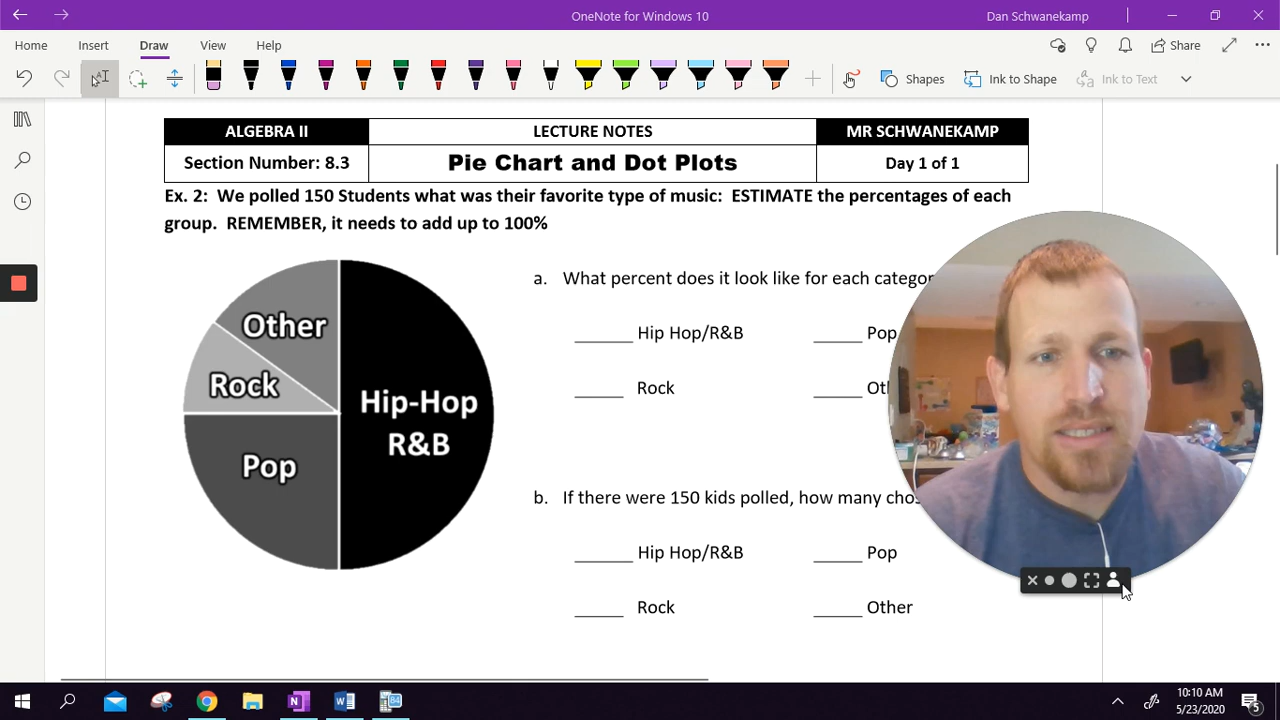 OneNote for Windows 10
Dan Schwanekamp
Home Insert Draw View Help
Share
Shapes
Ink to Shape
Ink to Text
ALGEBRA II
LECTURE NOTES
MR SCHWANEKAMP
Section Number: 8.3
Pie Chart and Dot Plots
Day 1 of 1
Ex. 2: We polled 150 Students what was their favorite type of music: ESTIMATE the percentages of each
group. REMEMBER, it needs to add up to 100%
Other
Rock
Pop
Hip-Hop
R&B
a. What percent does it look like for each
______ Hip Hop/R&B _____ Pop
_____ Rock _____
b. If there were 150 kids polled, how many
______ Hip Hop/R&B _____ Pop
_____ Rock _____ Other
10:10 AM
5/23/2020
5